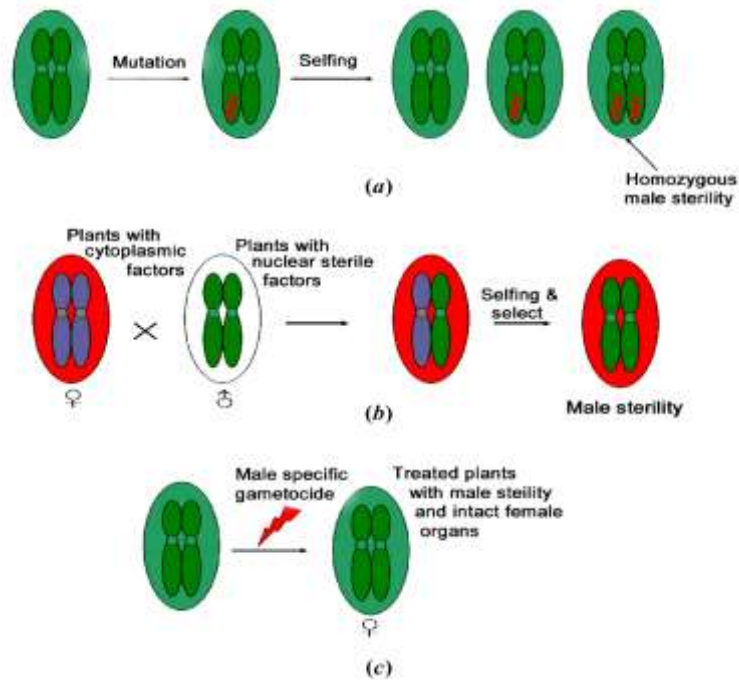 Mutation
Selfing
Homozygous
male sterility
(a)
Plants with
cytoplasmic
factors
Plants with
nuclear sterile
factors
Selfing &
select
♀
♂
(b)
Male sterility
Male specific
gametocide
Treated plants
with male steility
and intact female
organs
♀
(c)